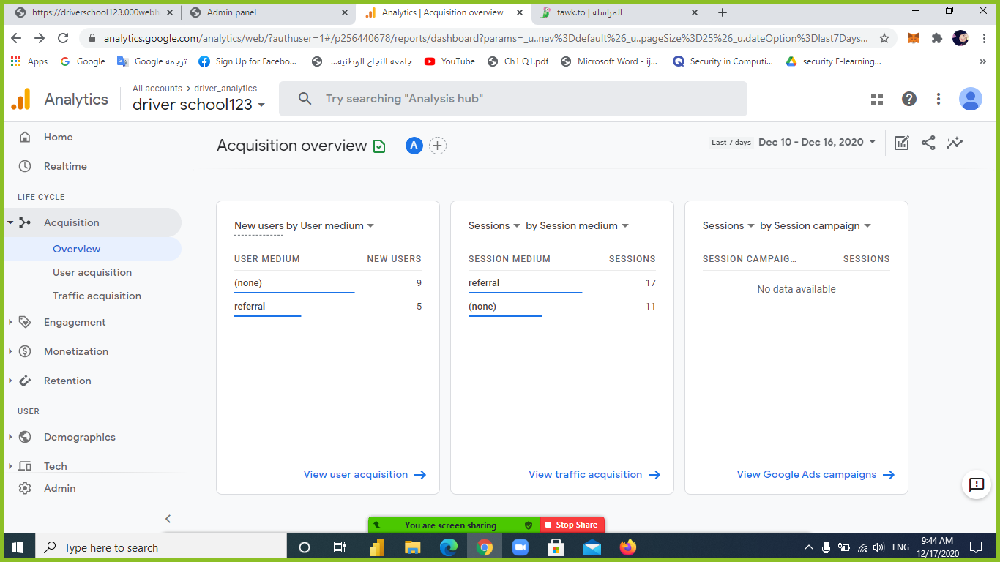 https://driverschool123.000webh
Admin panel
Analytics | Acquisition overview
tawk.to | المراسلة
analytics.google.com/analytics/web/?authuser=1#/p256440678/reports/dashboard?params=_u..nav%3Ddefault%26_u..pageSize%3D25%26_u.dateOption%3Dlast7Days...
Apps
Google
Google ترجمة
Sign Up for Facebo...
جامعة النجاح الوطنية...
YouTube
Ch1 Q1.pdf
Microsoft Word - ij...
Security in Computi...
security E-learning...
»
Analytics
All accounts > driver_analytics
driver school123
Try searching "Analysis hub"
Home
Realtime
LIFE CYCLE
Acquisition
Overview
User acquisition
Traffic acquisition
Engagement
Monetization
Retention
USER
Demographics
Tech
Admin
Acquisition overview
A
Last 7 days Dec 10 - Dec 16, 2020
New users by User medium
USER MEDIUM NEW USERS
(none) 9
referral 5
View user acquisition
Sessions by Session medium
SESSION MEDIUM SESSIONS
referral 17
(none) 11
View traffic acquisition
Sessions by Session campaign
SESSION CAMPAIG... SESSIONS
No data available
View Google Ads campaigns
You are screen sharing
Stop Share
Type here to search
ENG
9:44 AM
12/17/2020